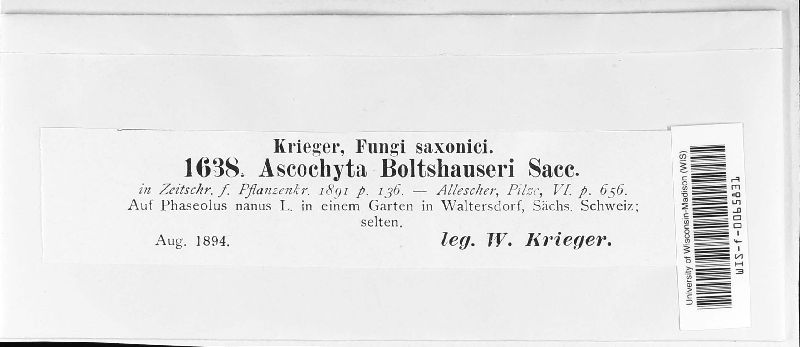 Krieger, Fungi saxonici.
1638. Ascochyta Boltshauseri Sacc.
in Zeitschr. f. Pflanzenkr. 1891 p. 136. — Allescher, Pilze, VI. p. 656.
Auf Phaseolus nanus L. in einem Garten in Waltersdorf, Sächs. Schweiz;
selten.
Aug. 1894.
leg. W. Krieger.
University of Wisconsin-Madison (WIS)
WIS-f-0065831